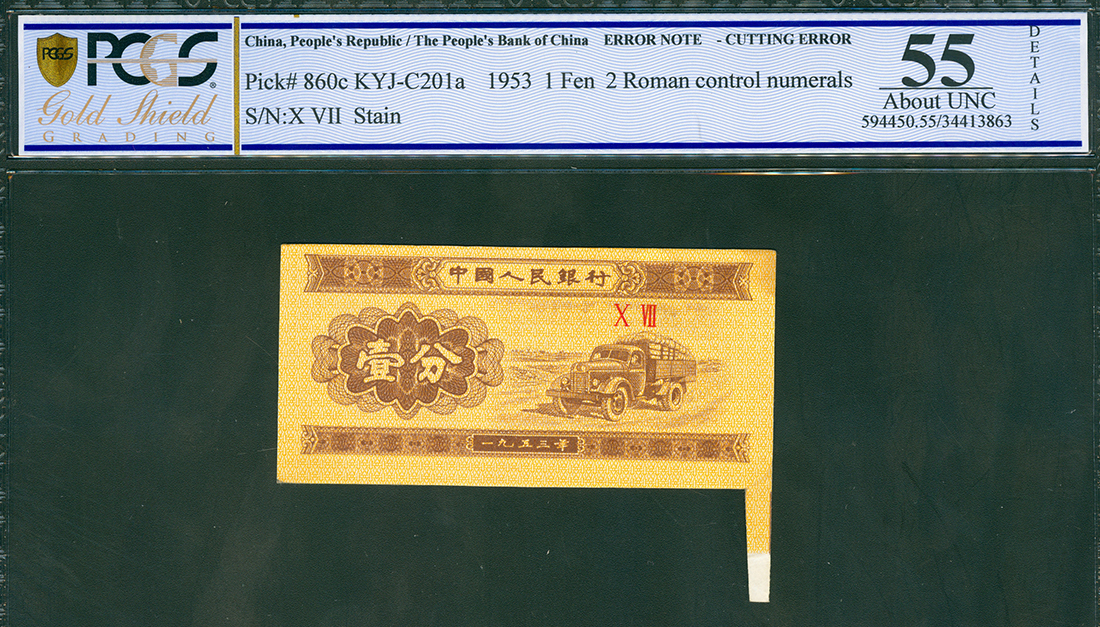 PCGS
PCGS®
Gold Shield
GRADING
China, People's Republic / The People's Bank of China ERROR NOTE - CUTTING ERROR
Pick# 860c KYJ-C201a 1953 1 Fen 2 Roman control numerals
S/N:X VII Stain
55
About UNC
594450.55/34413863
DETAILS
中國人民銀行
X VII
壹分
一九五三年